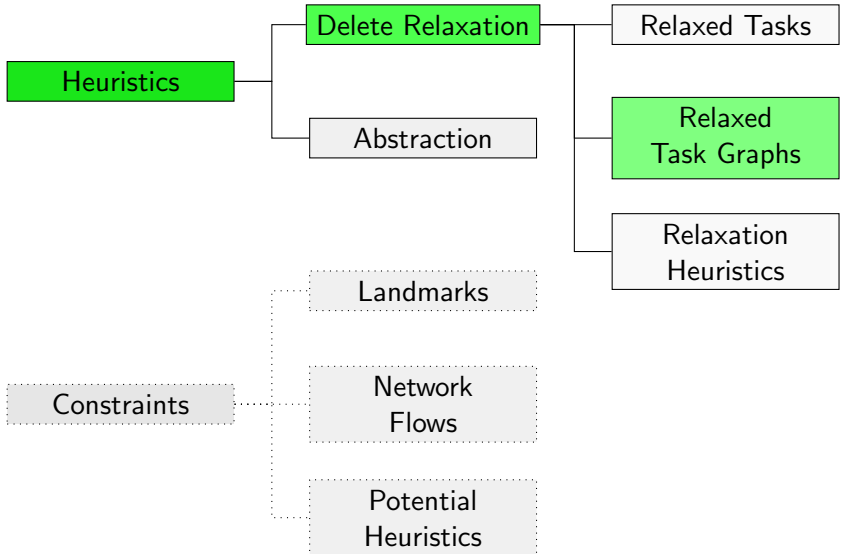 Heuristics
Delete Relaxation
Abstraction
Relaxed Tasks
Relaxed
Task Graphs
Relaxation
Heuristics
Constraints
Landmarks
Network
Flows
Potential
Heuristics